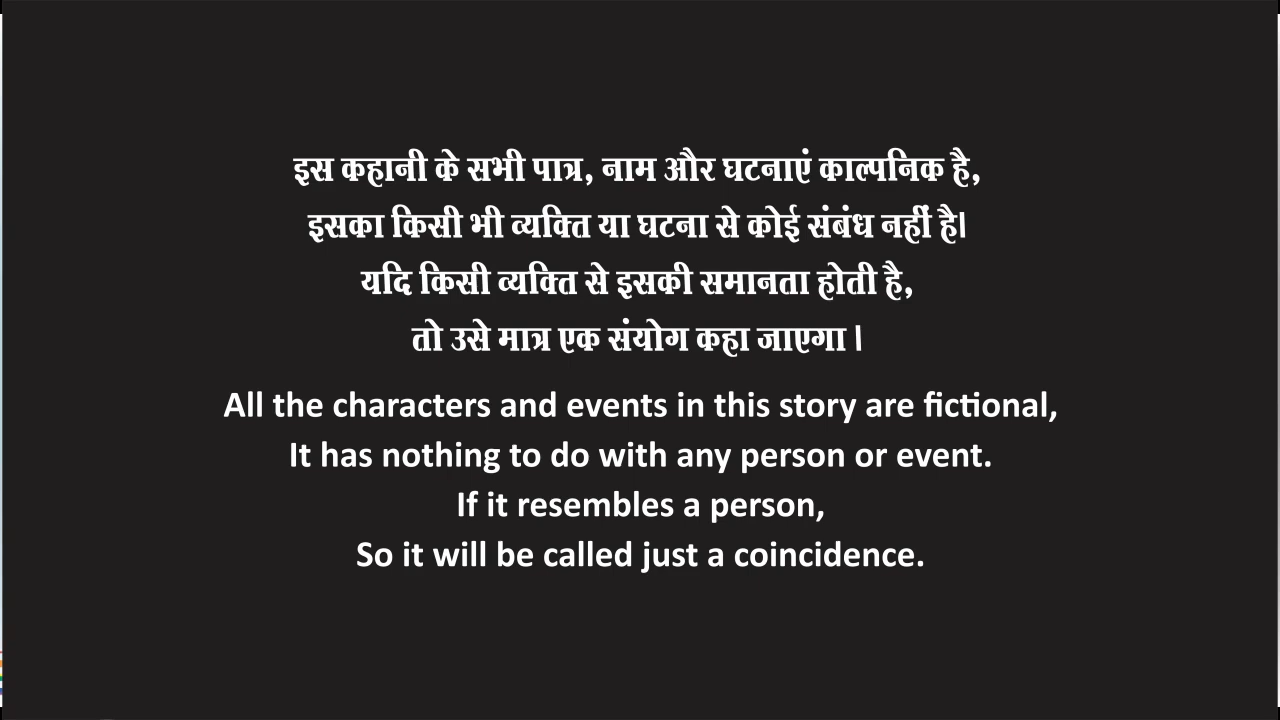 इस कहानी के सभी पात्र, नाम और घटनाएं काल्पनिक है,
इसका किसी भी व्यक्ति या घटना से कोई संबंध नहीं है।
यदि किसी व्यक्ति से इसकी समानता होती है,
तो उसे मात्र एक संयोग कहा जाएगा ।
All the characters and events in this story are fictional,
It has nothing to do with any person or event.
If it resembles a person,
So it will be called just a coincidence.